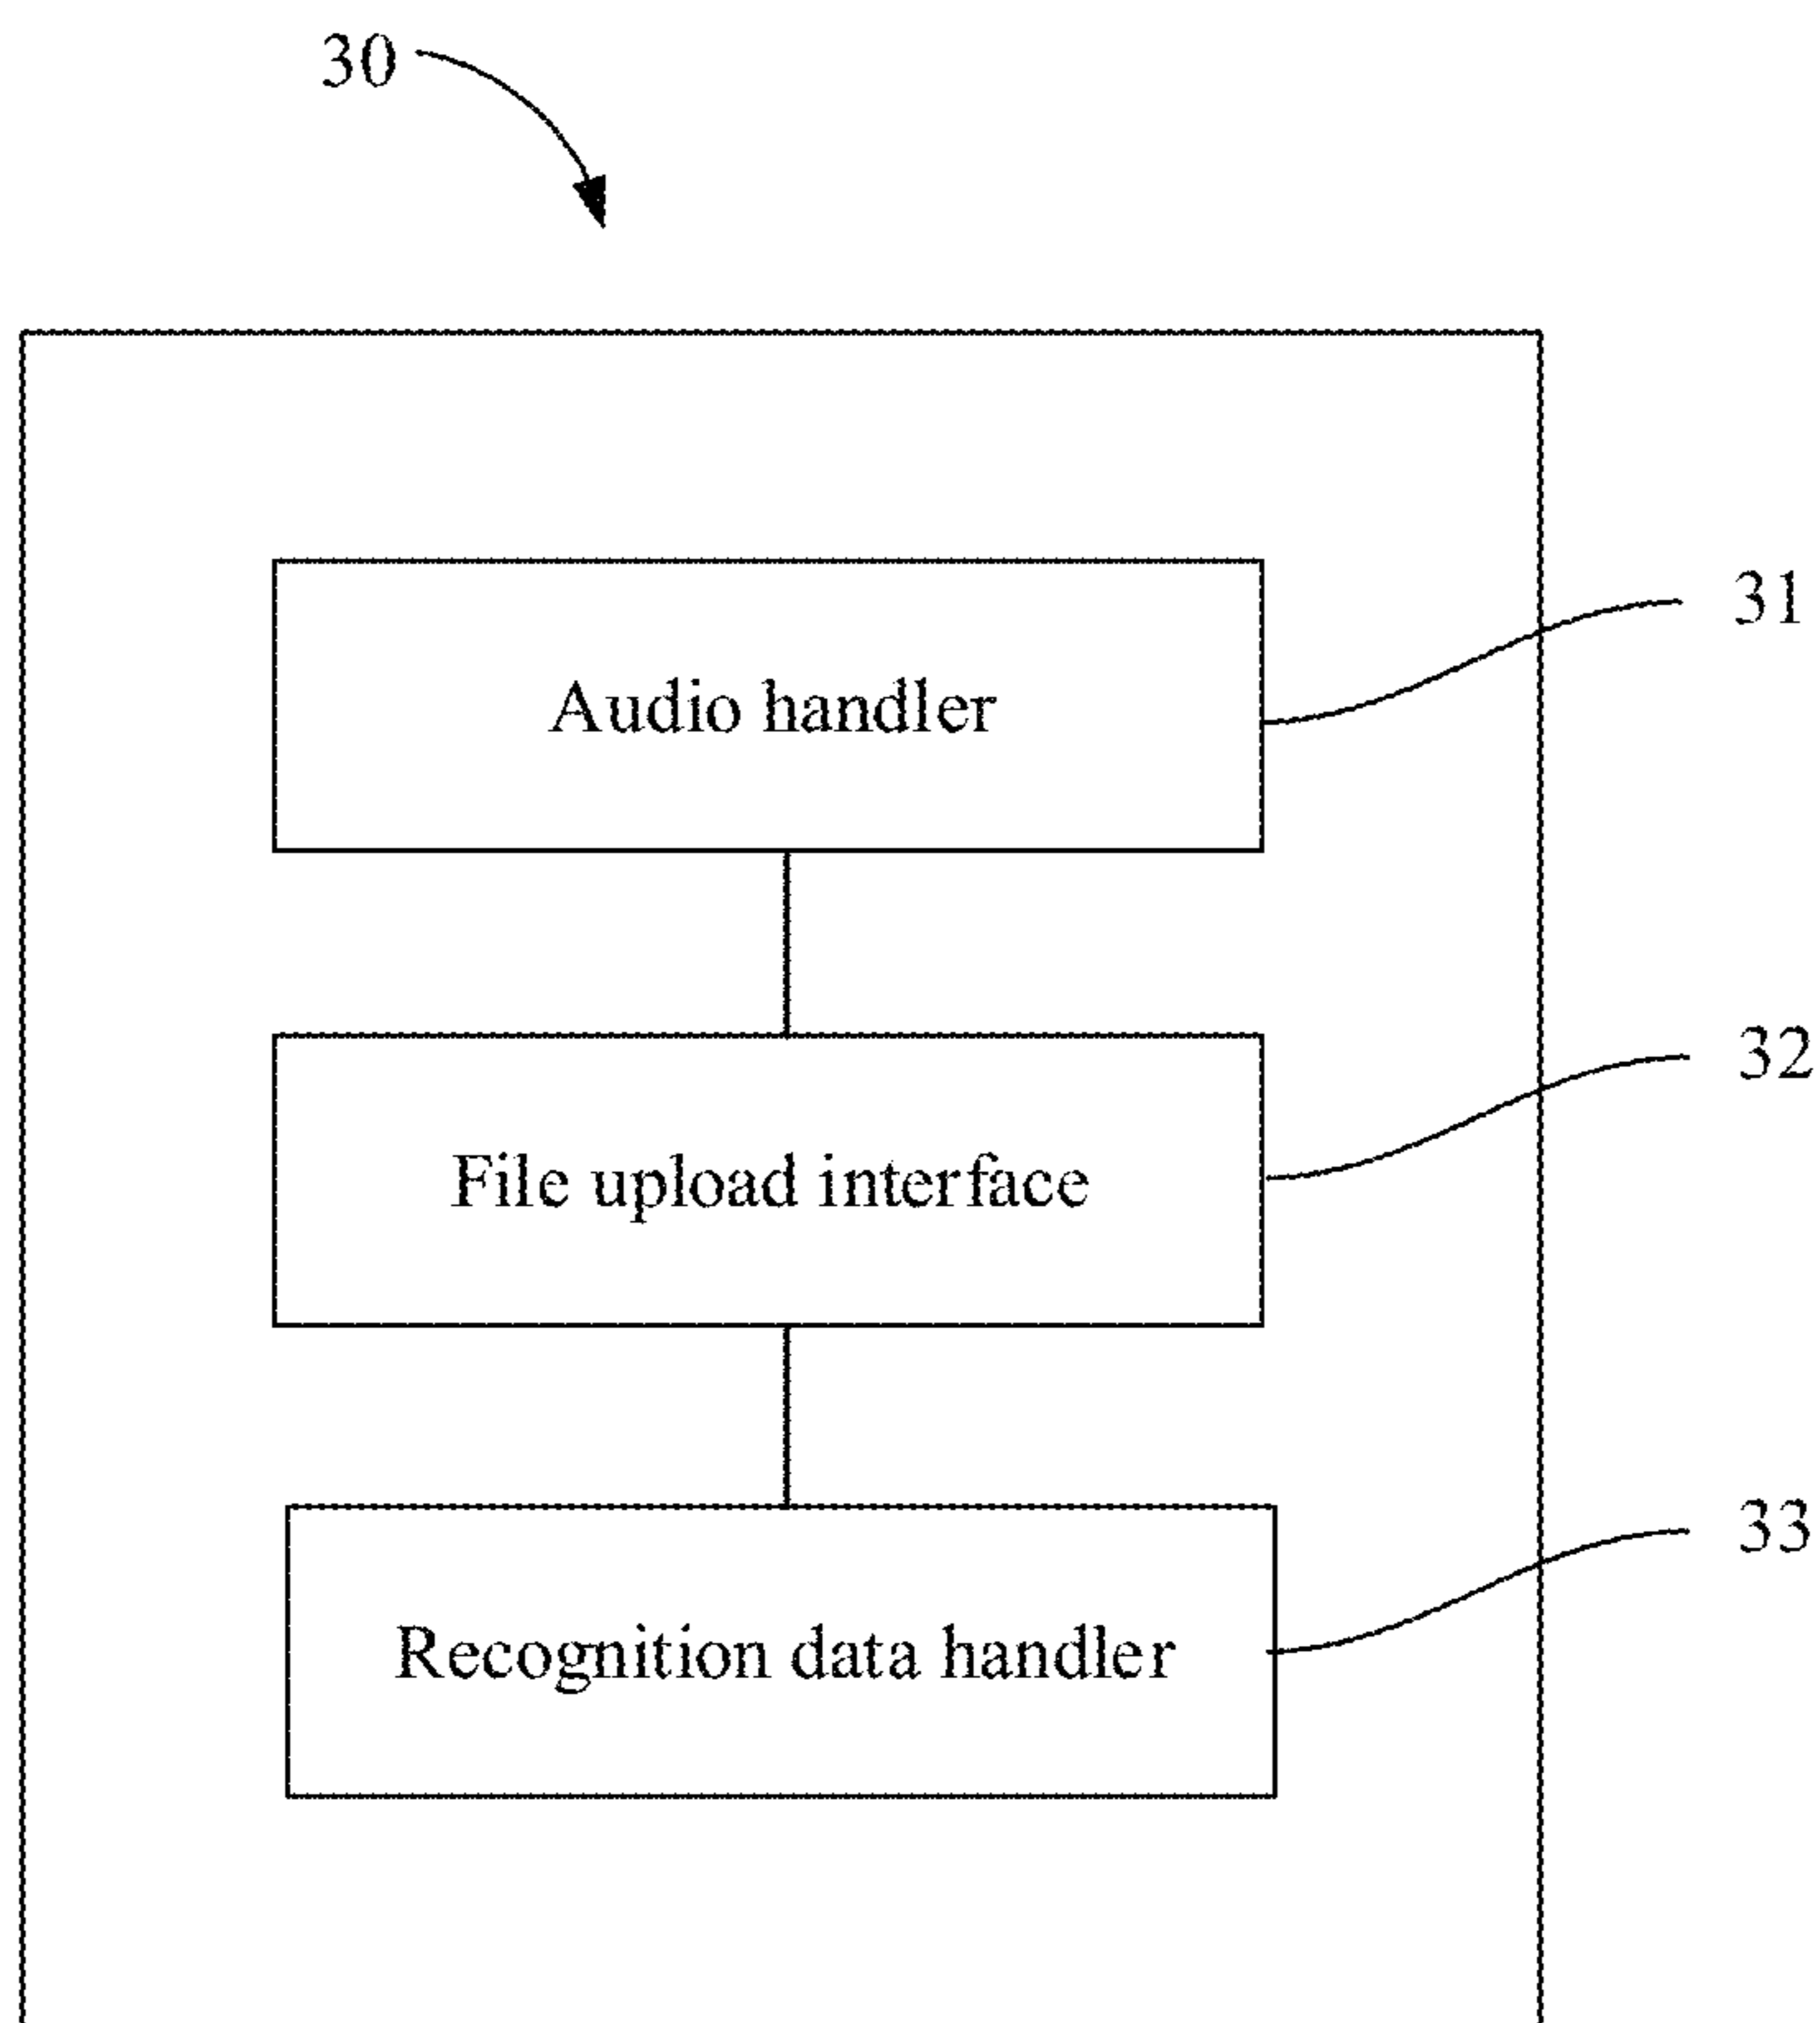 30
Audio handler
31
File upload interface
32
Recognition data handler
33